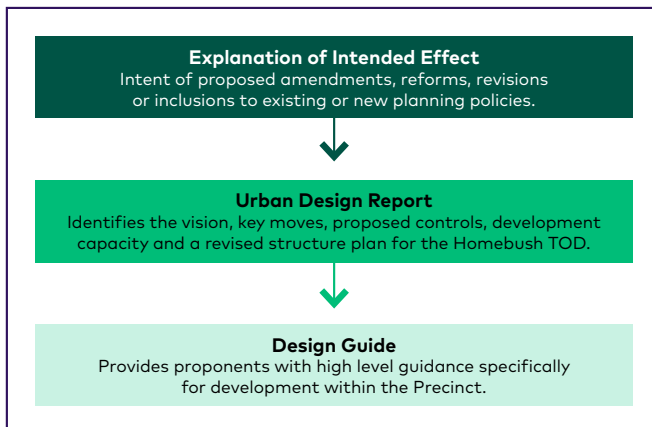 Explanation of Intended Effect
Intent of proposed amendments, reforms, revisions
or inclusions to existing or new planning policies.
Urban Design Report
Identifies the vision, key moves, proposed controls, development
capacity and a revised structure plan for the Homebush TOD.
Design Guide
Provides proponents with high level guidance specifically
for development within the Precinct.